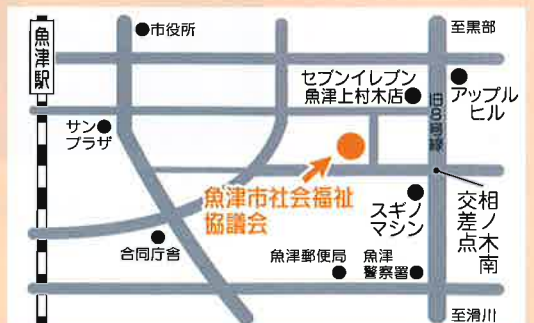 魚津駅
市役所
至黒部
セブンイレブン
魚津上村木店
アップル
ヒル
旧8号線
サン
プラザ
魚津市社会福祉
協議会
スギノ
マシン
相ノ木南
交差点
合同庁舎
魚津郵便局
魚津
警察署
至滑川